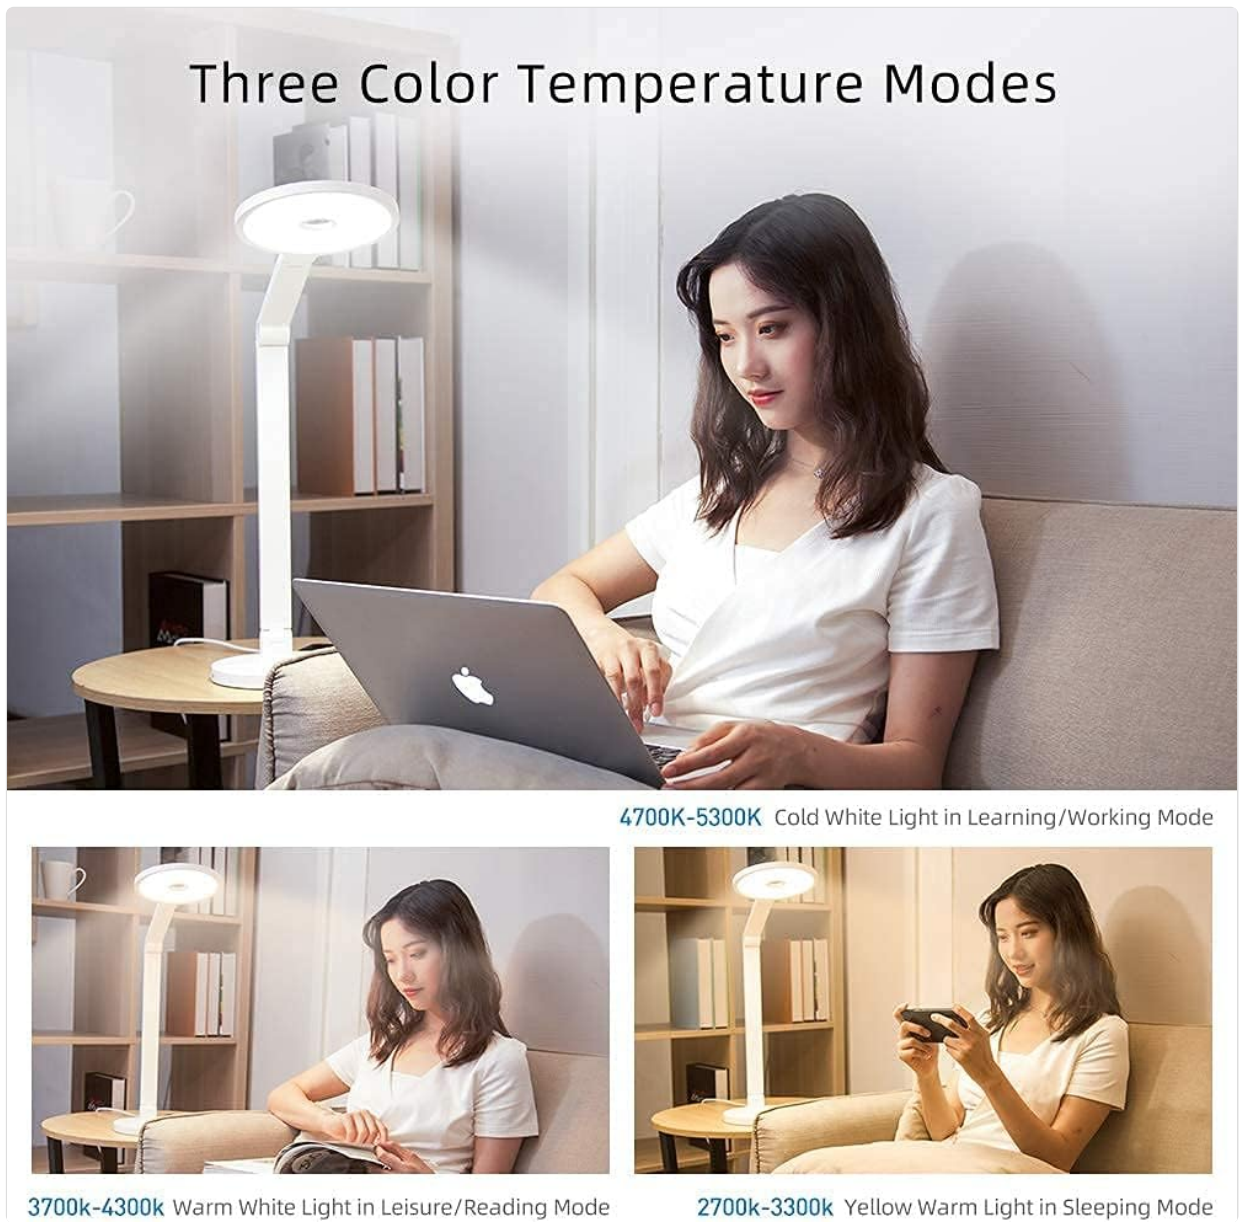 Three Color Temperature Modes
4700K-5300K Cold White Light in Learning/Working Mode
3700k-4300k Warm White Light in Leisure/Reading Mode
2700k-3300k Yellow Warm Light in Sleeping Mode